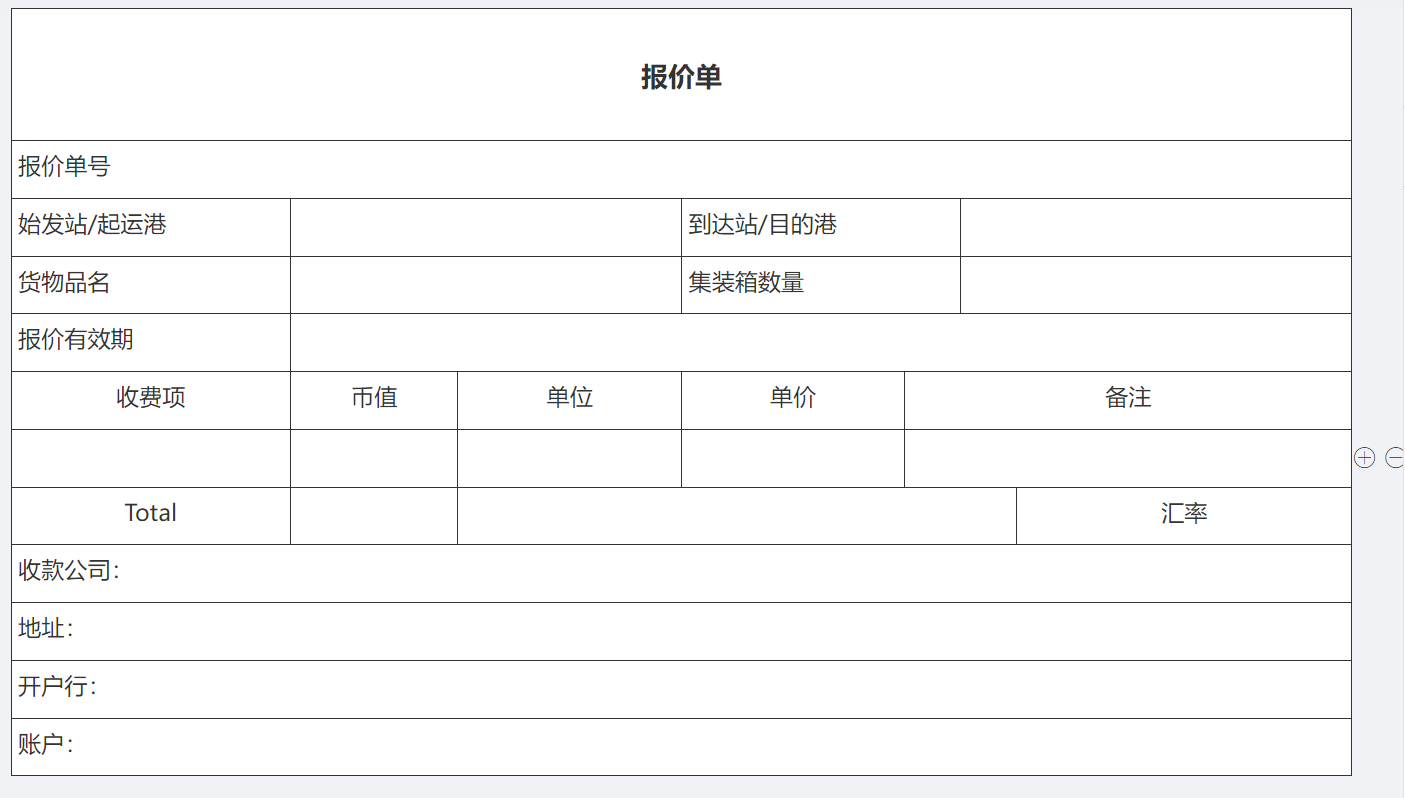 报价单
报价单号
始发站/起运港 到达站/目的港
货物品名 集装箱数量
报价有效期
收费项 币值 单位 单价 备注
Total 汇率
收款公司：
地址：
开户行：
账户：